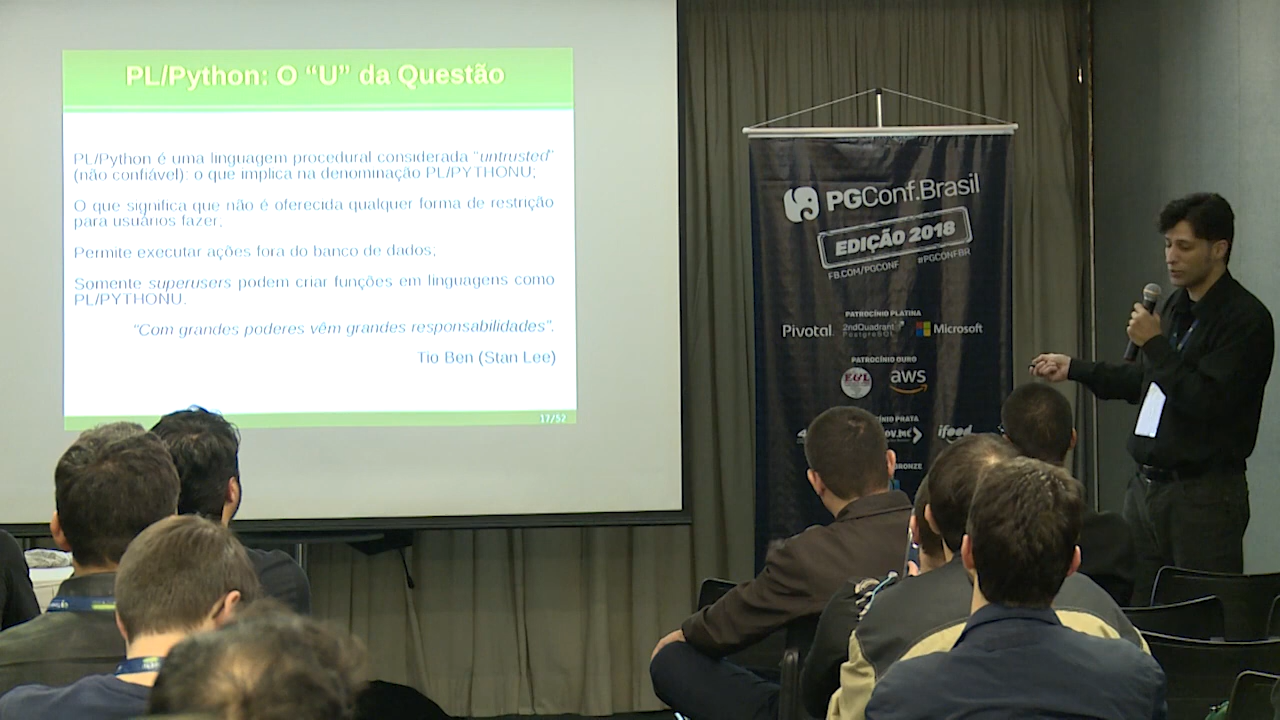 PL/Python: O “U” da Questão
PL/Python é uma linguagem procedural considerada “untrusted”
(não confiável): o que implica na denominação PL/PYTHONU;
O que significa que não é oferecida qualquer forma de restrição
para usuários fazer;
Permite executar ações fora do banco de dados;
Somente superusers podem criar funções em linguagens como
PL/PYTHONU.
“Com grandes poderes vêm grandes responsabilidades”.
Tio Ben (Stan Lee)
17/52
PGConf.Brasil
EDIÇÃO 2018
FB.COM/PGCONF #PGCONFBR
PATROCÍNIO PLATINA
Pivotal 2ndQuadrant PostgreSQL Microsoft
PATROCÍNIO OURO
aws
PRATA
ifood
BRONZE